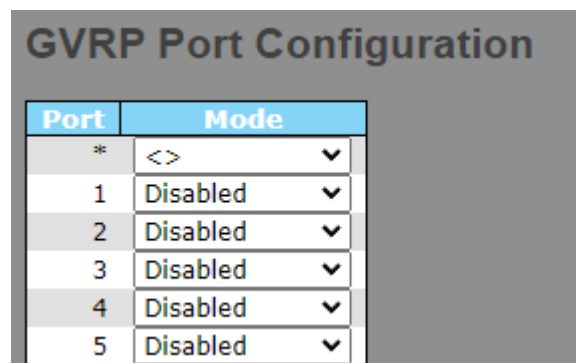 GVRP Port Configuration
Port Mode
* <>
1 Disabled
2 Disabled
3 Disabled
4 Disabled
5 Disabled